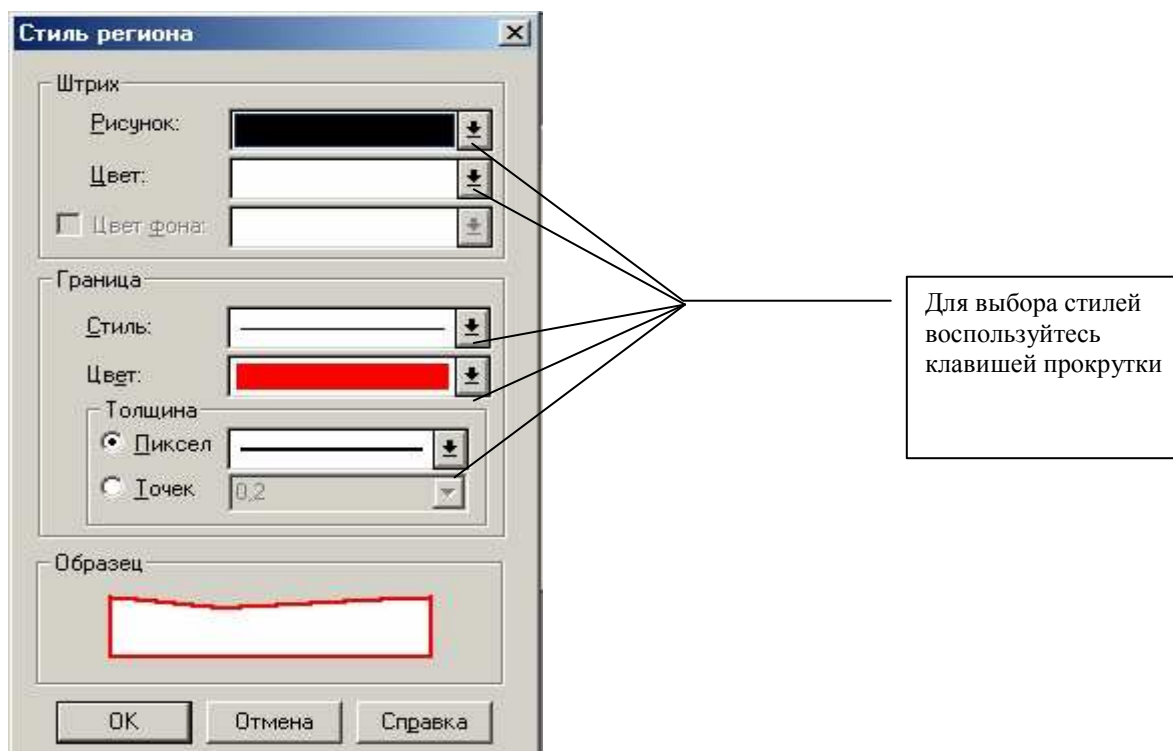 Стиль региона
Штрих
Рисунок:
Цвет:
Цвет фона:
Граница
Стиль:
Цвет:
Толщина
Пиксел
Точек 0,2
Образец
OK Отмена Справка
Для выбора стилей
воспользуйтесь
клавишей прокрутки